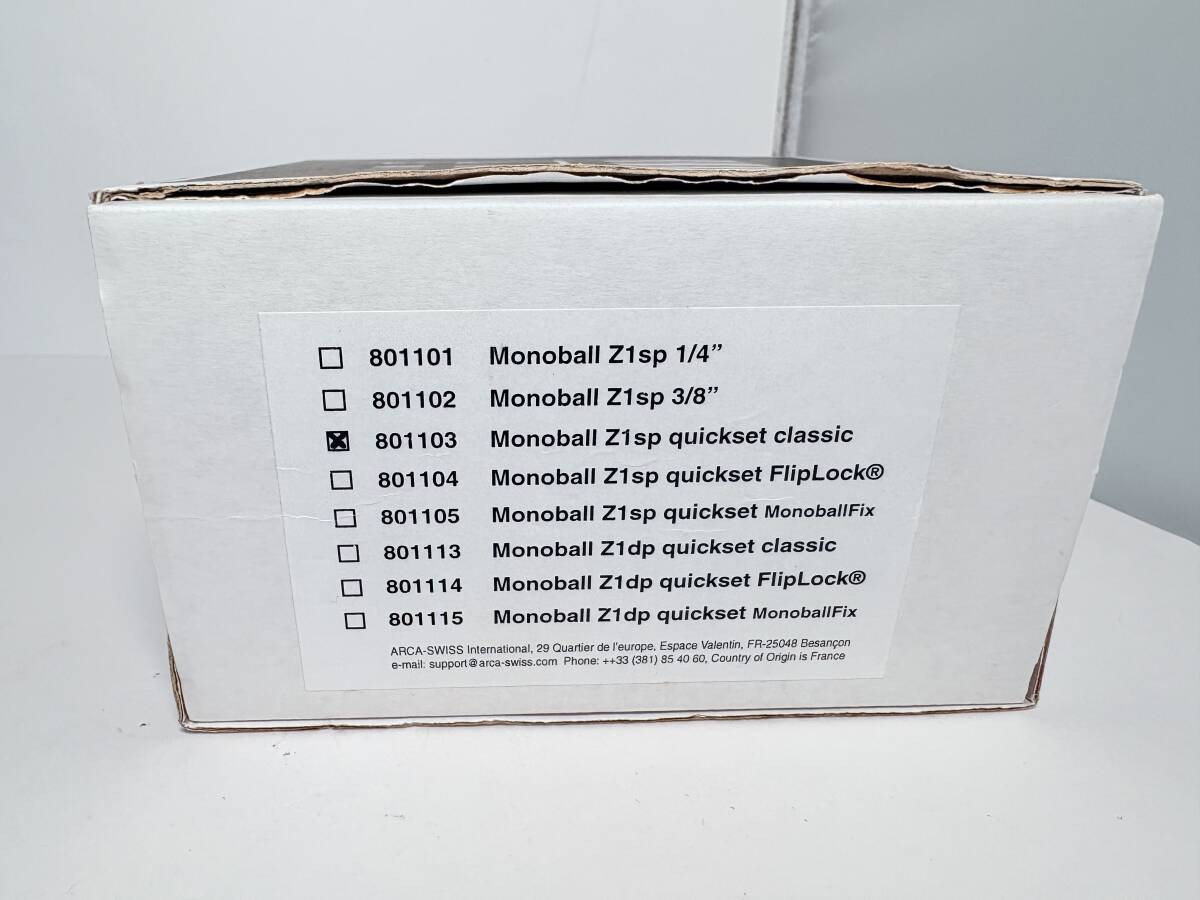 ☐ 801101 Monoball Z1sp 1/4”
☐ 801102 Monoball Z1sp 3/8”
☒ 801103 Monoball Z1sp quickset classic
☐ 801104 Monoball Z1sp quickset FlipLock®
☐ 801105 Monoball Z1sp quickset MonoballFix
☐ 801113 Monoball Z1dp quickset classic
☐ 801114 Monoball Z1dp quickset FlipLock®
☐ 801115 Monoball Z1dp quickset MonoballFix
ARCA-SWISS International, 29 Quartier de l'europe, Espace Valentin, FR-25048 Besançon
e-mail: support@arca-swiss.com Phone: ++33 (381) 85 40 60, Country of Origin is France